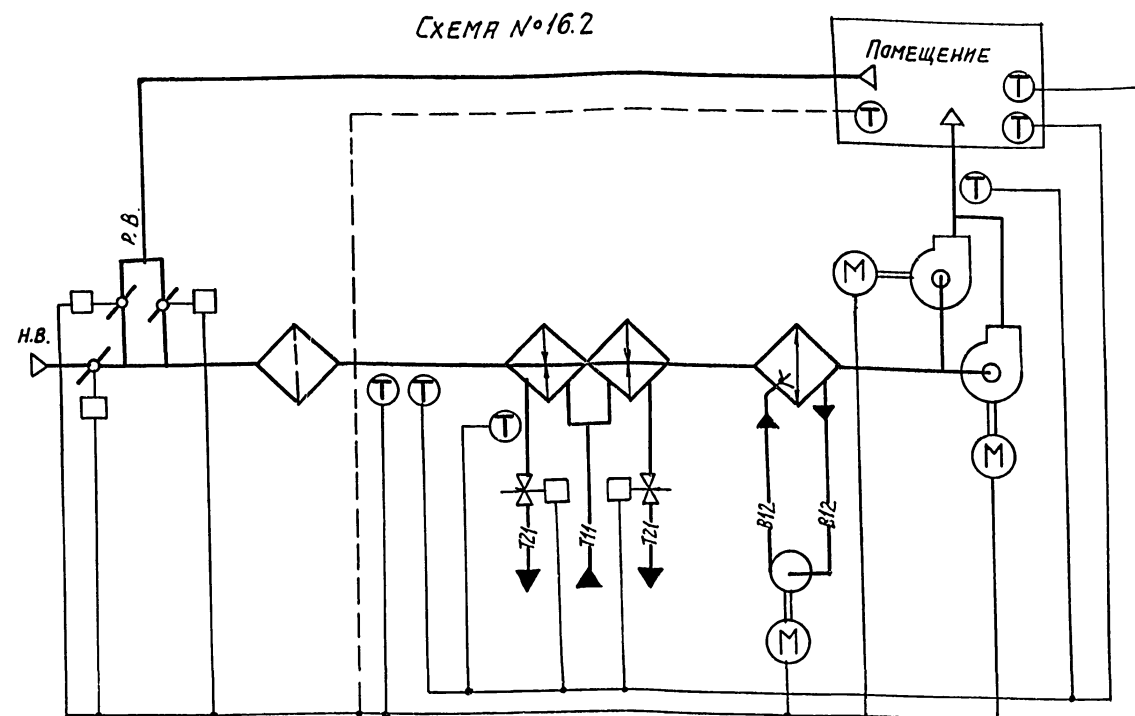 Схема №16.2
Помещение
Т
Т
Т
Т
Р.В.
М
Н.В.
Т
Т
Т
М
Т21
Т11
Т21
В12
В12
М